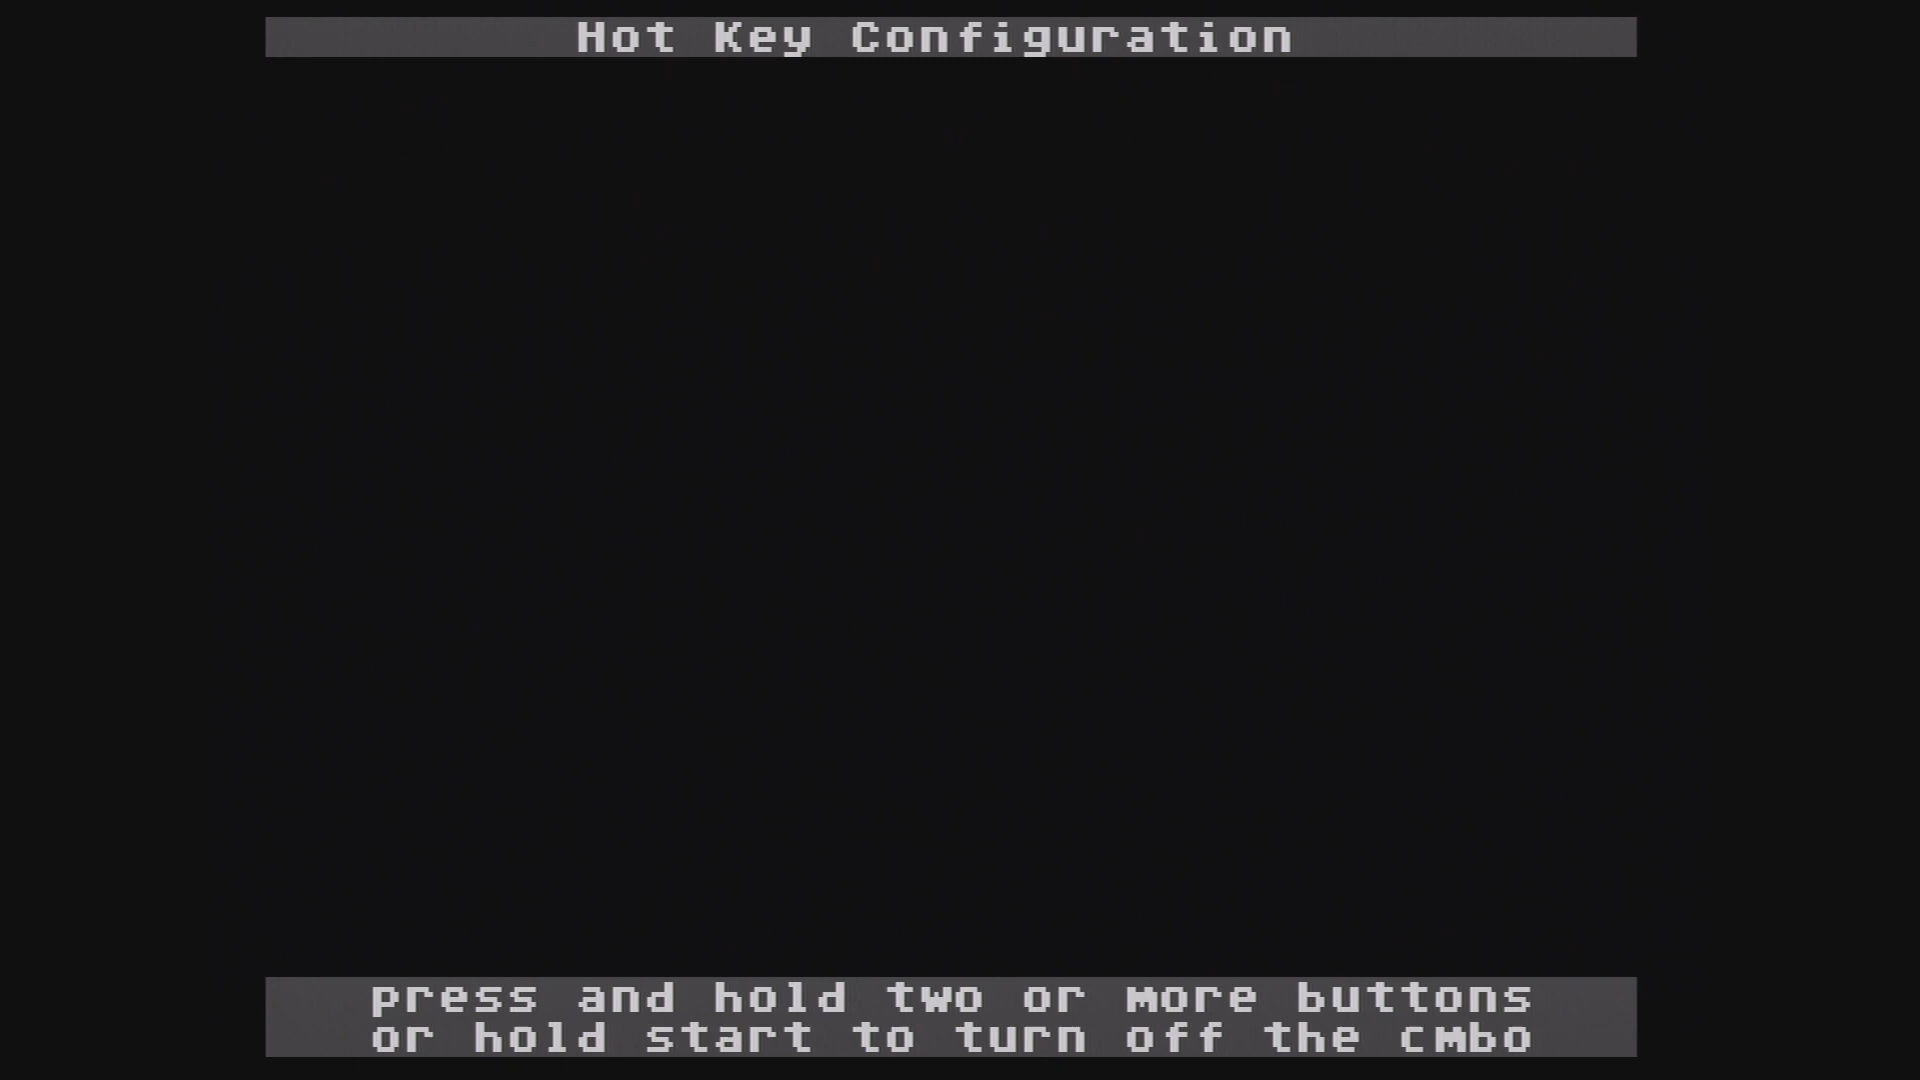 Hot Key Configuration
press and hold two or more buttons
or hold start to turn off the cmbo